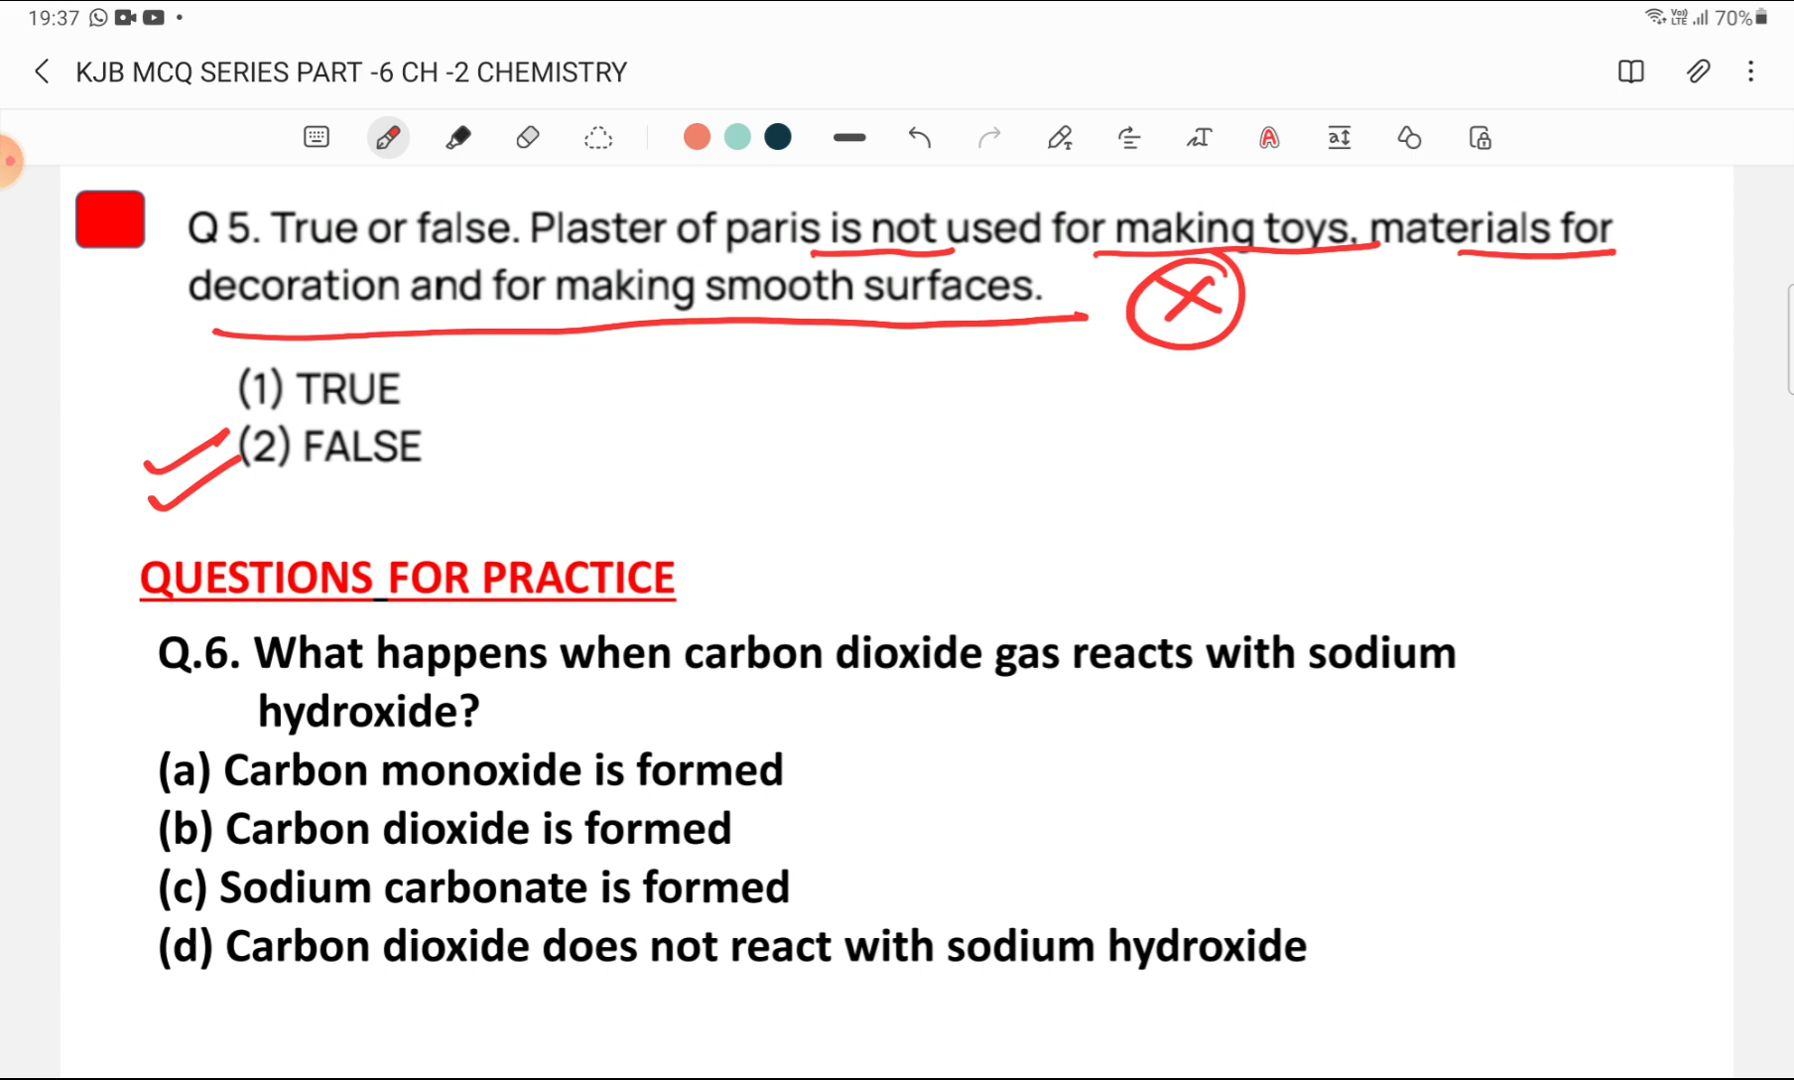 19:37
VoI) LTE 70%
KJB MCQ SERIES PART -6 CH -2 CHEMISTRY
Q 5. True or false. Plaster of paris is not used for making toys, materials for
decoration and for making smooth surfaces.
(1) TRUE
(2) FALSE
QUESTIONS FOR PRACTICE
Q.6. What happens when carbon dioxide gas reacts with sodium
hydroxide?
(a) Carbon monoxide is formed
(b) Carbon dioxide is formed
(c) Sodium carbonate is formed
(d) Carbon dioxide does not react with sodium hydroxide